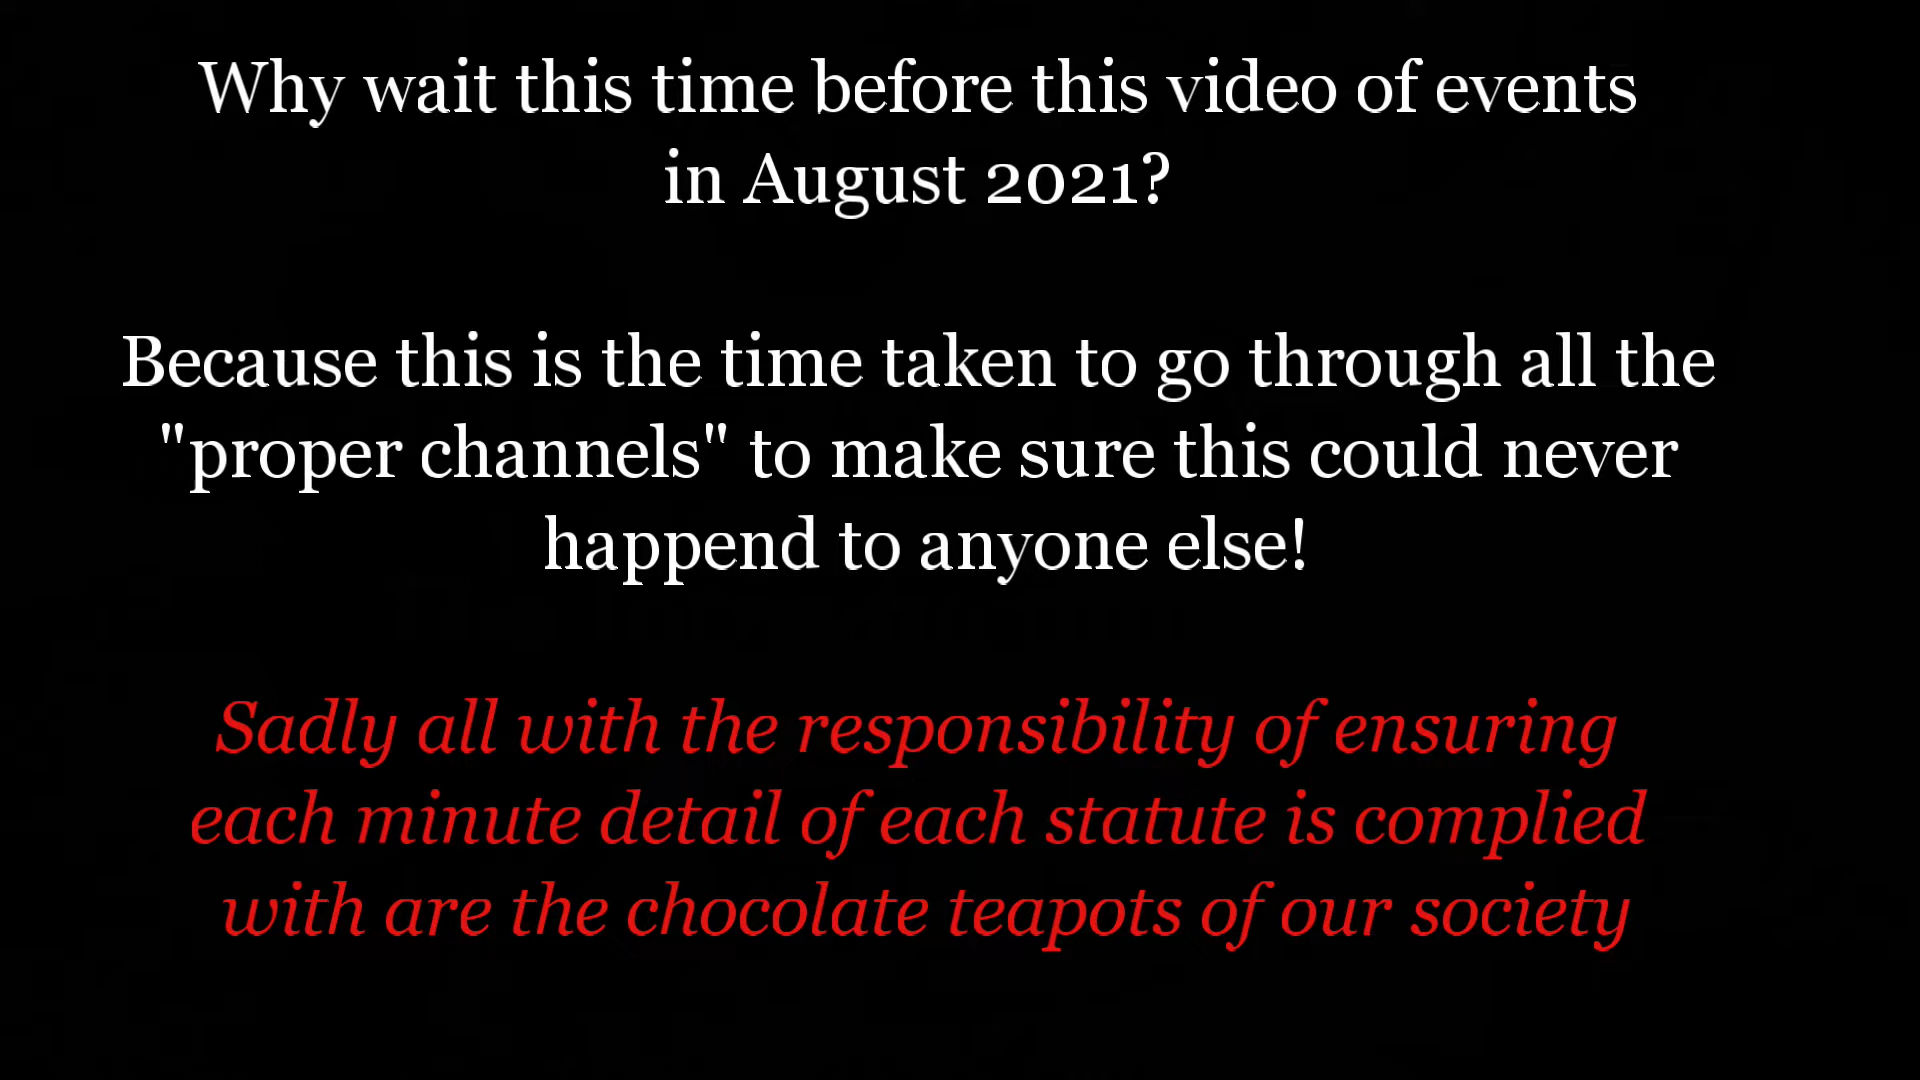 Why wait this time before this video of events
in August 2021?
Because this is the time taken to go through all the
"proper channels" to make sure this could never
happend to anyone else!
Sadly all with the responsibility of ensuring
each minute detail of each statute is complied
with are the chocolate teapots of our society